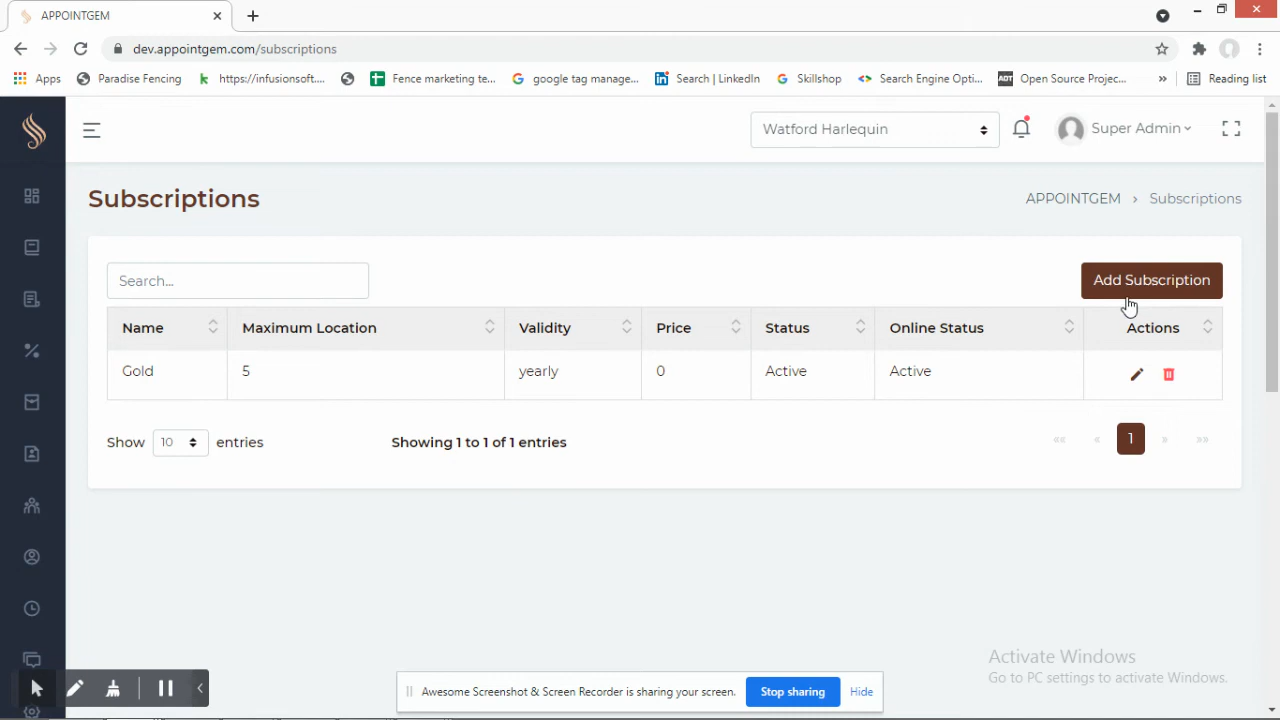 APPOINTGEM
dev.appointgem.com/subscriptions
Apps
Paradise Fencing
https://infusionsoft....
Fence marketing te...
google tag manage...
Search | LinkedIn
Skillshop
Search Engine Opti...
Open Source Projec...
»
Reading list
Watford Harlequin
Super Admin
Subscriptions
APPOINTGEM › Subscriptions
Search...
Add Subscription
Name Maximum Location Validity Price Status Online Status Actions
Gold 5 yearly 0 Active Active
Show 10 entries
Showing 1 to 1 of 1 entries
«« « 1 » »»
Activate Windows
Go to PC settings to activate Windows.
Awesome Screenshot & Screen Recorder is sharing your screen.
Stop sharing
Hide